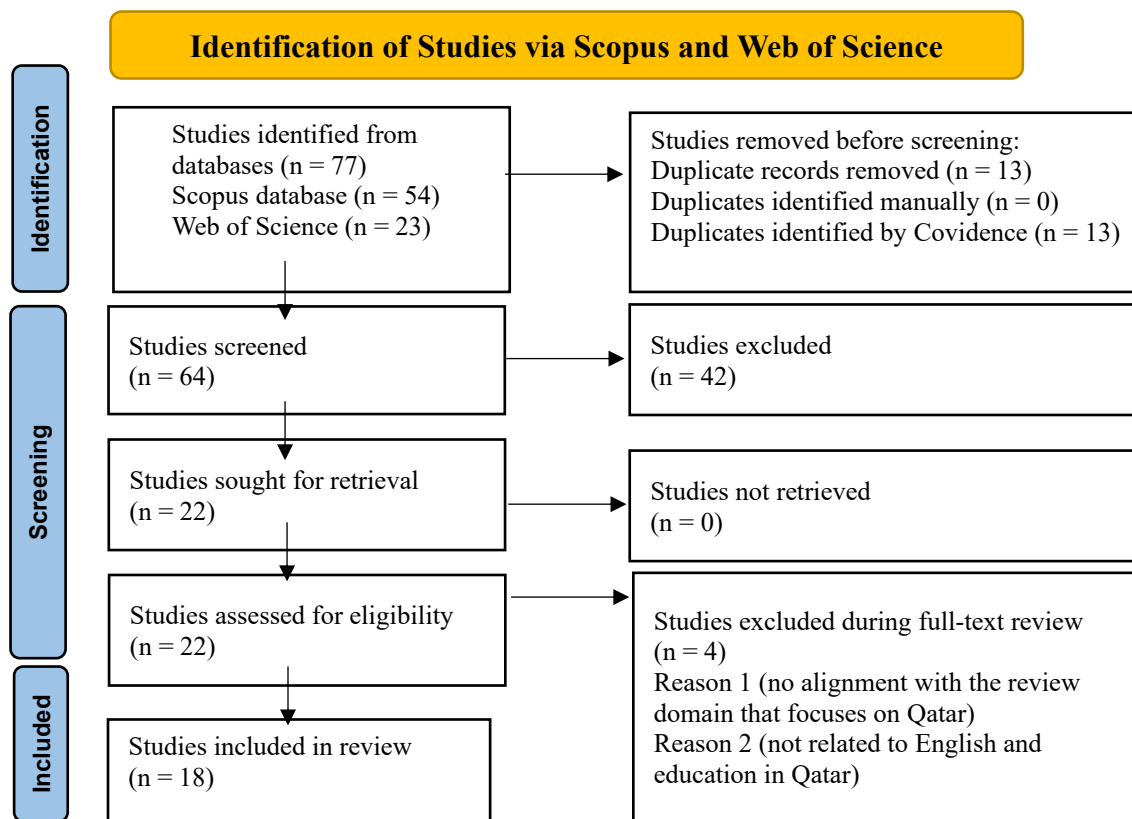 Identification of Studies via Scopus and Web of Science
Identification
Studies identified from
databases (n = 77)
Scopus database (n = 54)
Web of Science (n = 23)
Studies removed before screening:
Duplicate records removed (n = 13)
Duplicates identified manually (n = 0)
Duplicates identified by Covidence (n = 13)
Screening
Studies screened
(n = 64)
Studies excluded
(n = 42)
Studies sought for retrieval
(n = 22)
Studies not retrieved
(n = 0)
Studies assessed for eligibility
(n = 22)
Studies excluded during full-text review
(n = 4)
Reason 1 (no alignment with the review
domain that focuses on Qatar)
Reason 2 (not related to English and
education in Qatar)
Included
Studies included in review
(n = 18)